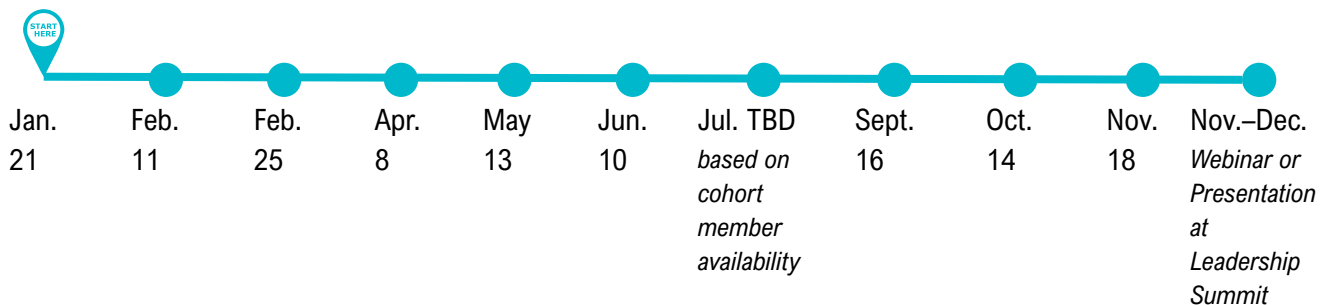 START
HERE
Jan. Feb. Feb. Apr. May Jun. Jul. TBD Sept. Oct. Nov. Nov.–Dec.
21 11 25 8 13 10 based on 16 14 18 Webinar or
cohort Presentation
member at
availability Leadership
Summit